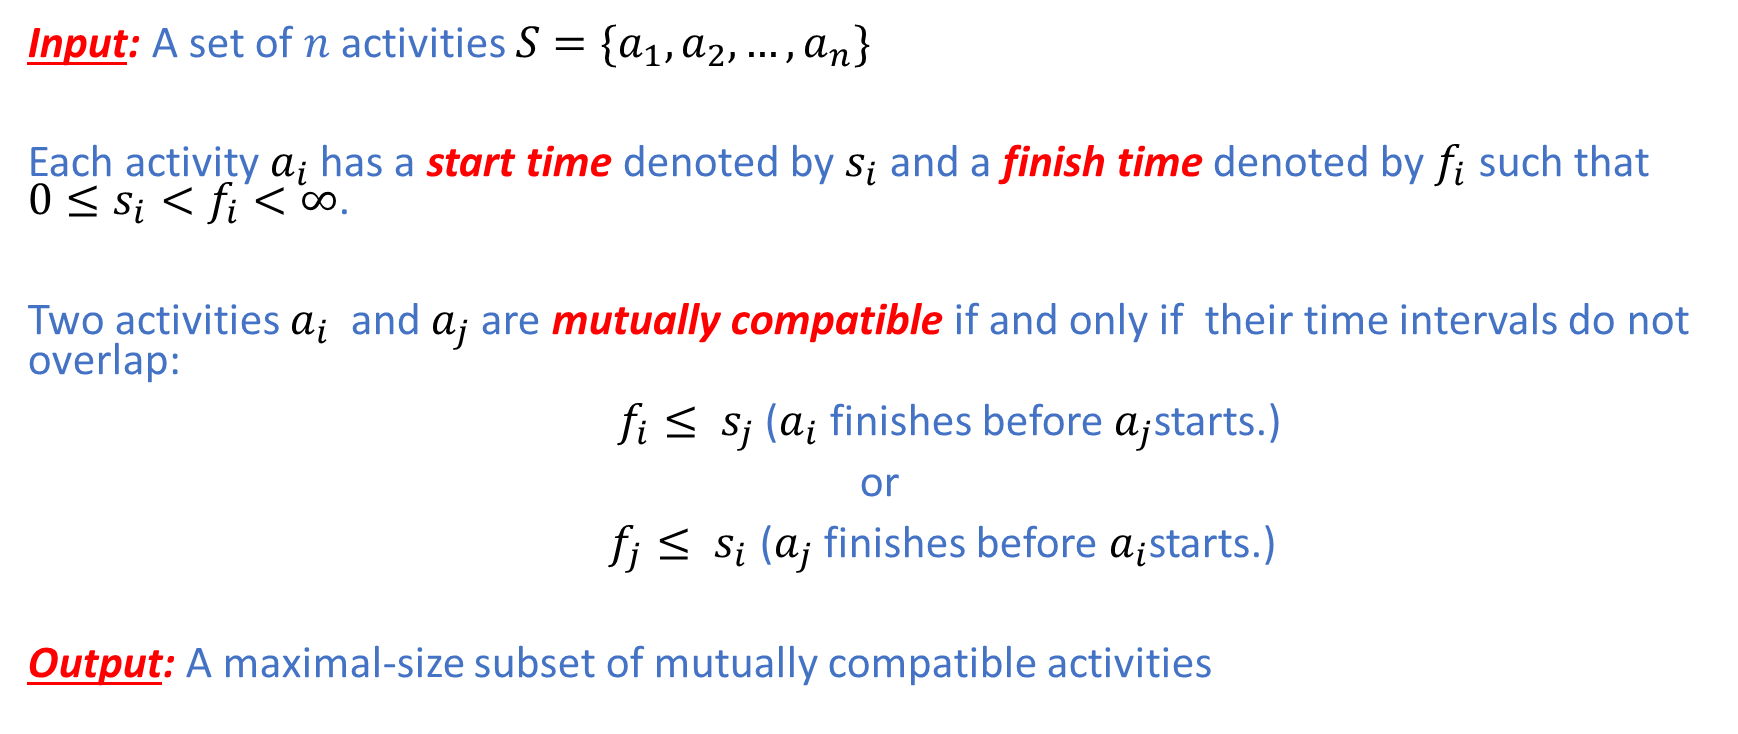 Input: A set of n activities S = {a₁, a₂, … , aₙ}
Each activity aᵢ has a start time denoted by sᵢ and a finish time denoted by fᵢ such that
0 ≤ sᵢ < fᵢ < ∞.
Two activities aᵢ and aⱼ are mutually compatible if and only if their time intervals do not
overlap:
fᵢ ≤ sⱼ (aᵢ finishes before aⱼstarts.)
or
fⱼ ≤ sᵢ (aⱼ finishes before aᵢstarts.)
Output: A maximal-size subset of mutually compatible activities